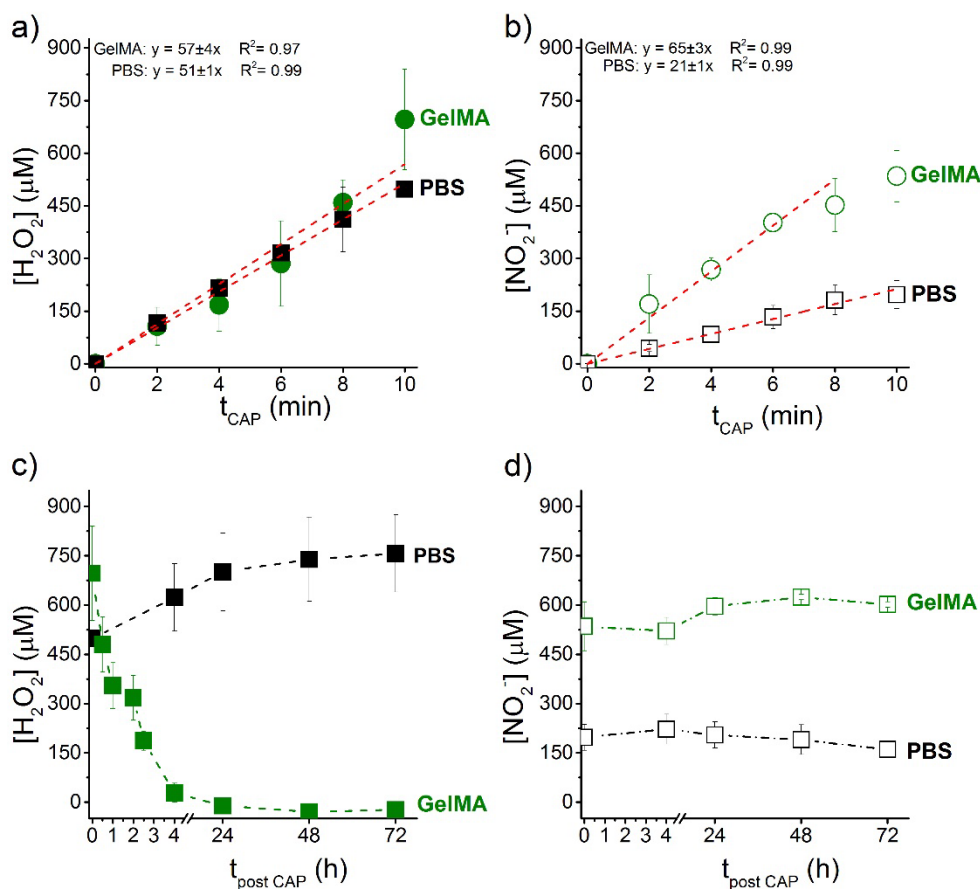 a)
GelMA: y = 57±4x R²= 0.97
PBS: y = 51±1x R²= 0.99
900
750
600
450
300
150
0
[H₂O₂] (µM)
GelMA
PBS
0 2 4 6 8 10
t_CAP (min)
b)
GelMA: y = 65±3x R²= 0.99
PBS: y = 21±1x R²= 0.99
900
750
600
450
300
150
0
[NO₂⁻] (µM)
GelMA
PBS
0 2 4 6 8 10
t_CAP (min)
c)
900
750
600
450
300
150
0
[H₂O₂] (µM)
PBS
GelMA
0 1 2 3 4 24 48 72
t_post CAP (h)
d)
900
750
600
450
300
150
0
[NO₂⁻] (µM)
GelMA
PBS
0 1 2 3 4 24 48 72
t_post CAP (h)